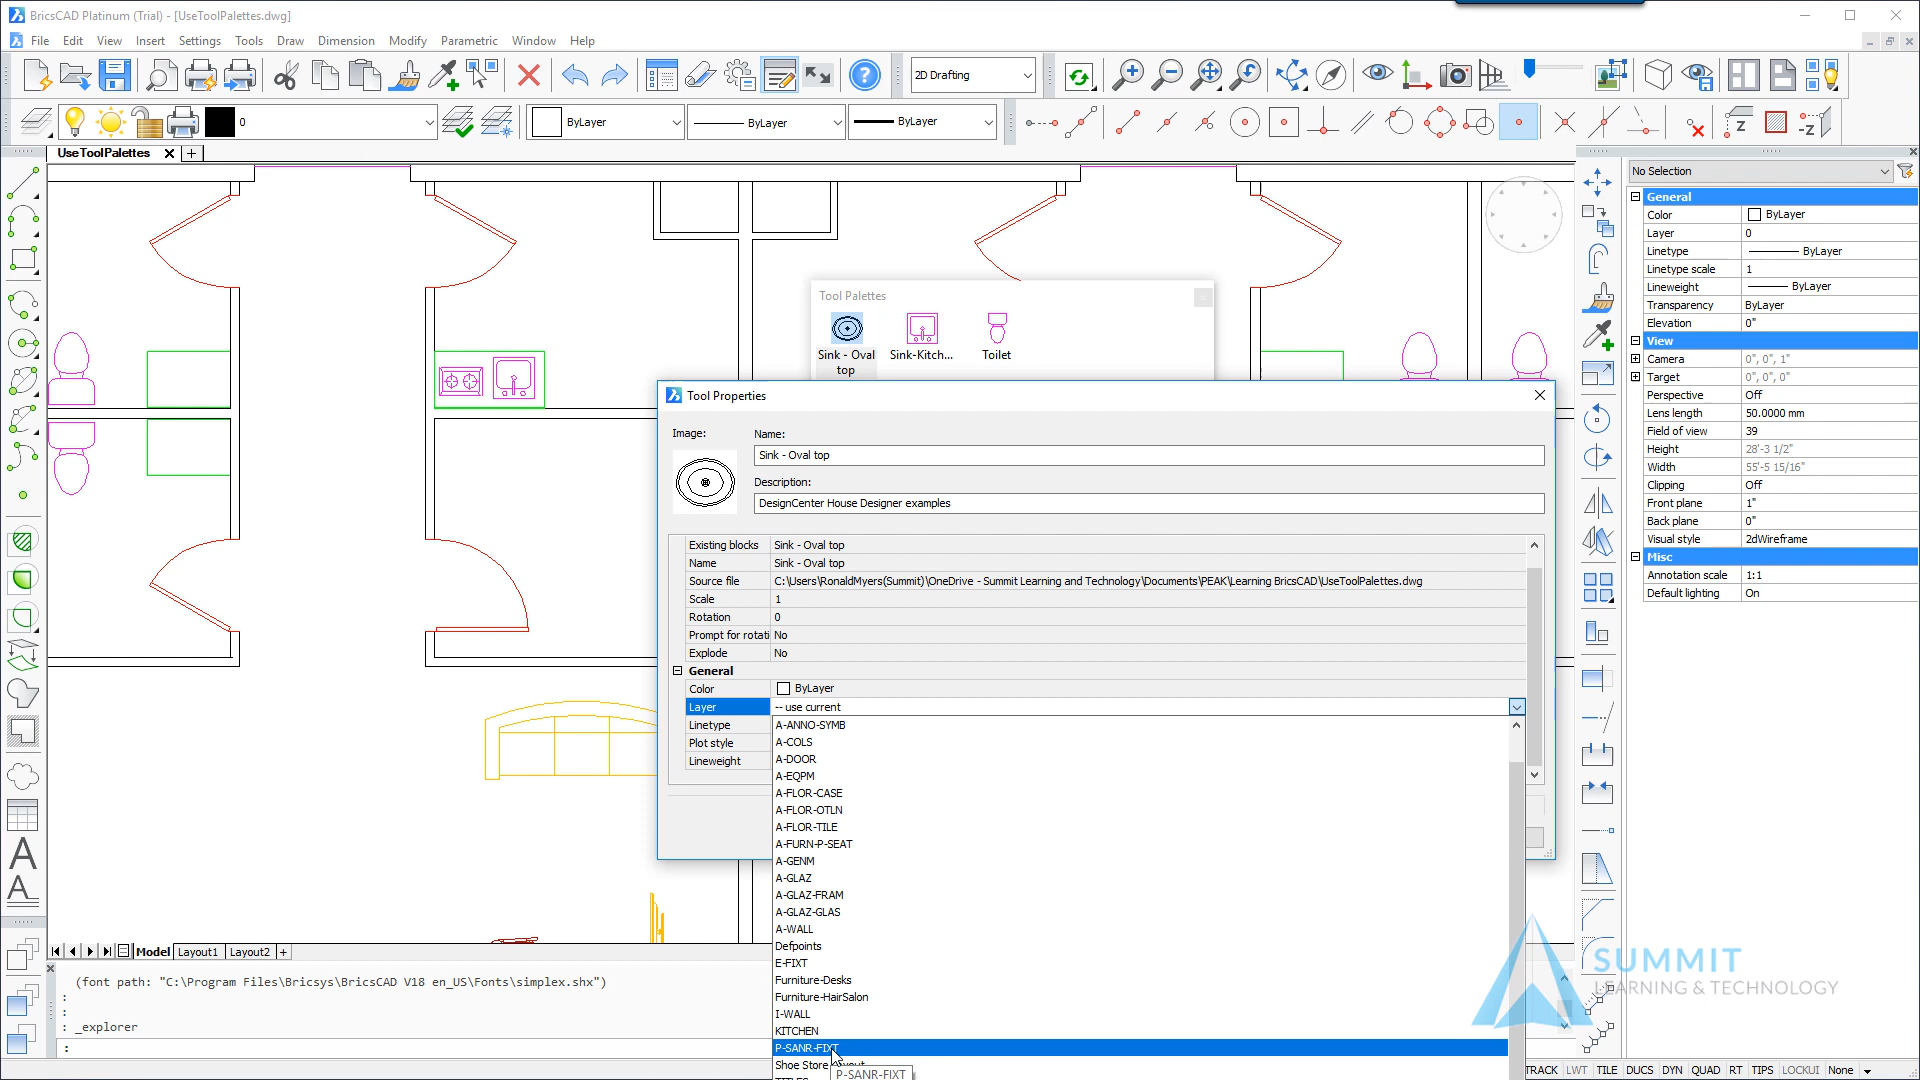 BricsCAD Platinum (Trial) - [UseToolPalettes.dwg]
File Edit View Insert Settings Tools Draw Dimension Modify Parametric Window Help
2D Drafting
0 ByLayer ByLayer ByLayer
UseToolPalettes
No Selection
General
Color ByLayer
Layer 0
Linetype ByLayer
Linetype scale 1
Lineweight ByLayer
Transparency ByLayer
Elevation 0"
View
Camera 0", 0", 1"
Target 0", 0", 0"
Perspective Off
Lens length 50.0000 mm
Field of view 39
Height 28'-3 1/2"
Width 55'-5 15/16"
Clipping Off
Front plane 1"
Back plane 0"
Visual style 2dWireframe
Misc
Annotation scale 1:1
Default lighting On
Tool Palettes
Sink - Oval top
Sink-Kitch...
Toilet
Tool Properties
Image:
Name:
Sink - Oval top
Description:
DesignCenter House Designer examples
Existing blocks Sink - Oval top
Name Sink - Oval top
Source file C:\Users\RonaldMyers(Summit)\OneDrive - Summit Learning and Technology\Documents\PEAK\Learning BricsCAD\UseToolPalettes.dwg
Scale 1
Rotation 0
Prompt for rotati No
Explode No
General
Color ByLayer
Layer -- use current
Linetype
Plot style
Lineweight
A-ANNO-SYMB
A-COLS
A-DOOR
A-EQPM
A-FLOR-CASE
A-FLOR-OTLN
A-FLOR-TILE
A-FURN-P-SEAT
A-GENM
A-GLAZ
A-GLAZ-FRAM
A-GLAZ-GLAS
A-WALL
Defpoints
E-FIXT
Furniture-Desks
Furniture-HairSalon
I-WALL
KITCHEN
P-SANR-FIXT
Shoe Store
P-SANR-FIXT
Model Layout1 Layout2 +
(font path: "C:\Program Files\Bricsys\BricsCAD V18 en_US\Fonts\simplex.shx")
:
:
: _explorer
:
SUMMIT
LEARNING & TECHNOLOGY
TRACK LWT TILE DUCS DYN QUAD RT TIPS LOCKUI None